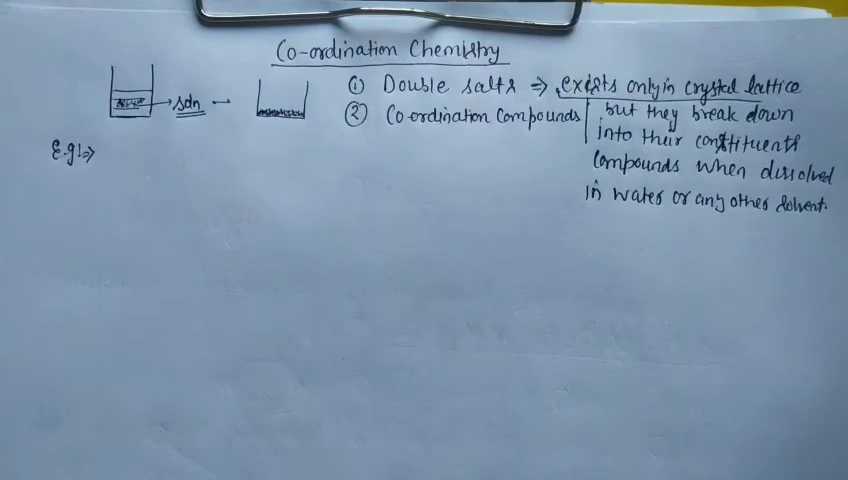 Co-ordination Chemistry
① Double salts ⇒ exists only in crystal lattice
soln
② Co-ordination Compounds
but they break down
into their constituents
Compounds when dissolved
in water or any other solvent.
E.g:⇒